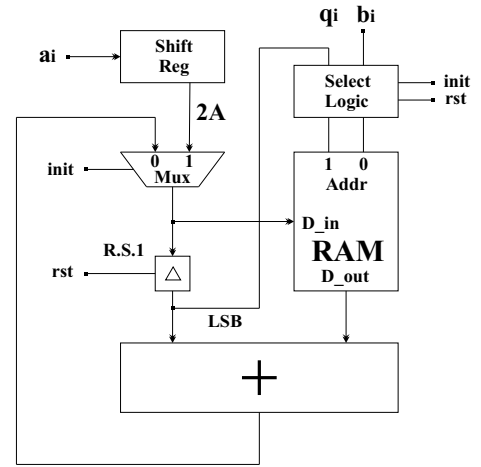 qi bi
ai
Shift
Reg
Select
Logic
init
rst
2A
0 1
Mux
init
1 0
Addr
D_in
RAM
D_out
R.S.1
rst
△
LSB
+